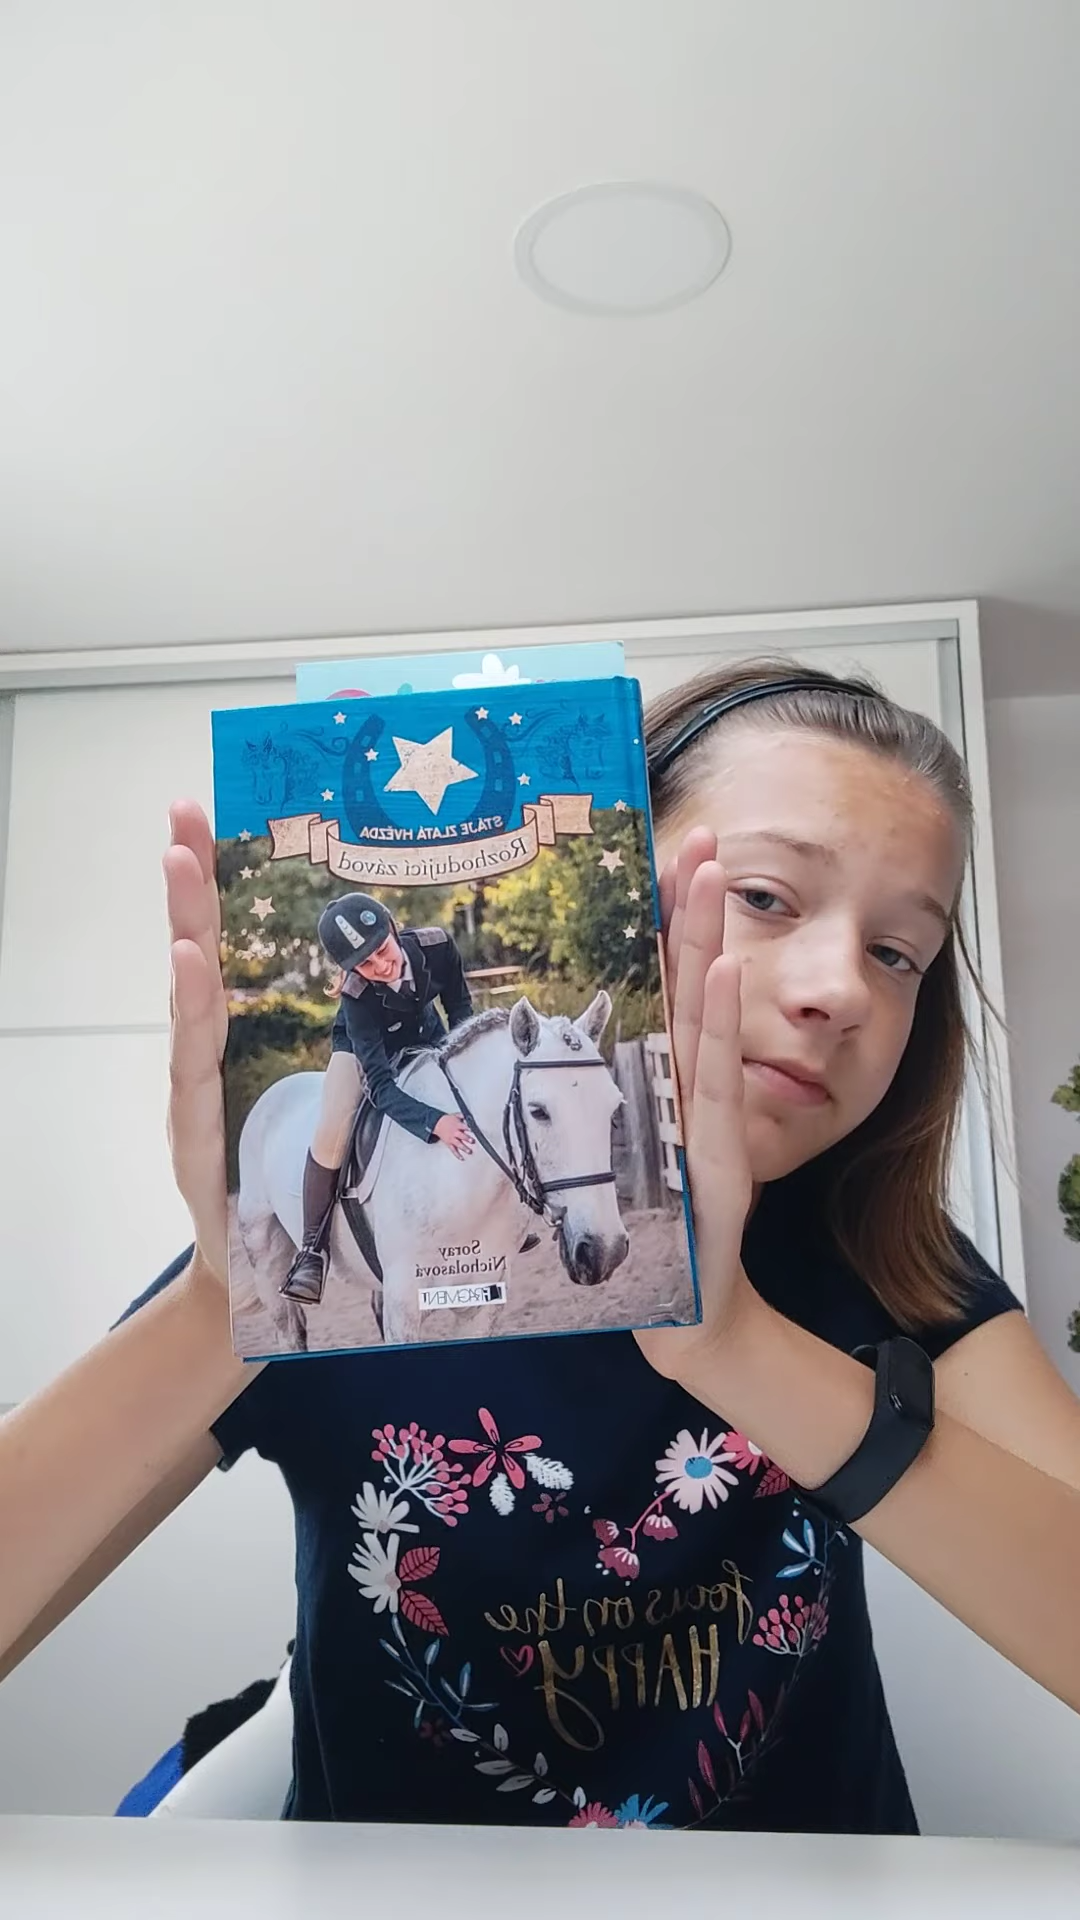 STÁJE ZLATÁ HVĚZDA
Rozhodující závod
Soray
Nicholasová
FRAGMENT
focus on the
HAPPY